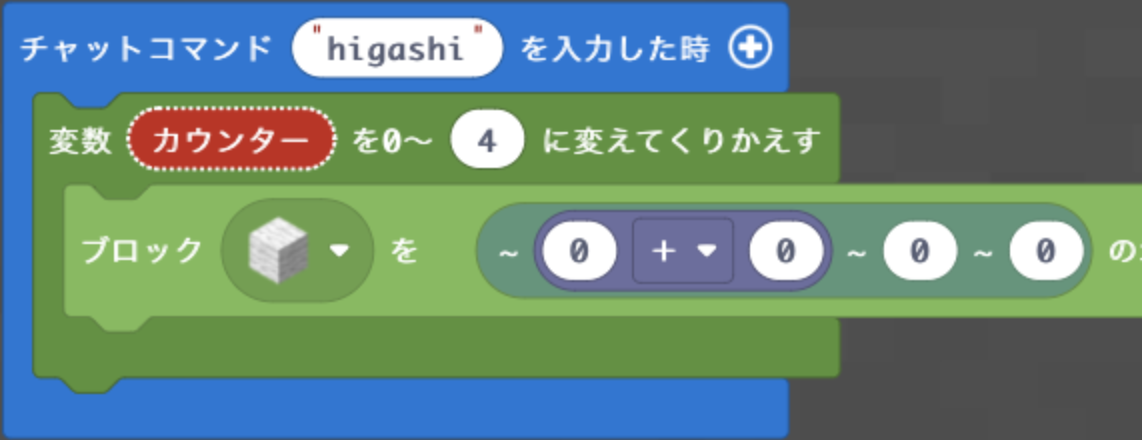 チャットコマンド "higashi" を入力した時
変数 カウンター を0～ 4 に変えてくりかえす
ブロック を ~ 0 + 0 ~ 0 ~ 0 の